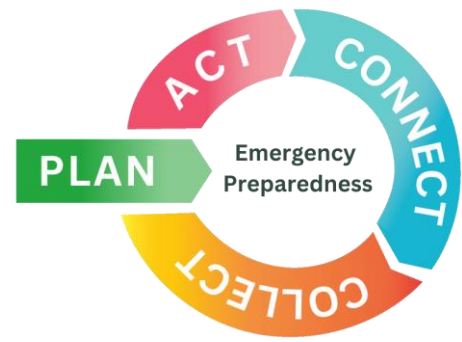 PLAN
ACT
CONNECT
COLLECT
Emergency
Preparedness